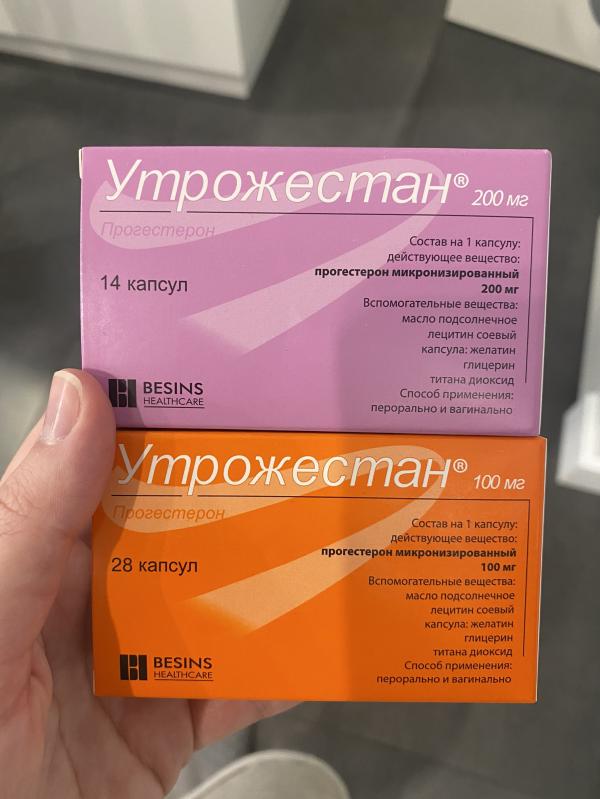 Утрожестан® 200 мг
Прогестерон
14 капсул
Состав на 1 капсулу:
действующее вещество:
прогестерон микронизированный
200 мг
Вспомогательные вещества:
масло подсолнечное
лецитин соевый
капсула: желатин
глицерин
титана диоксид
Способ применения:
перорально и вагинально
BESINS
HEALTHCARE
Утрожестан® 100 мг
Прогестерон
28 капсул
Состав на 1 капсулу:
действующее вещество:
прогестерон микронизированный
100 мг
Вспомогательные вещества:
масло подсолнечное
лецитин соевый
капсула: желатин
глицерин
титана диоксид
Способ применения:
перорально и вагинально
BESINS
HEALTHCARE